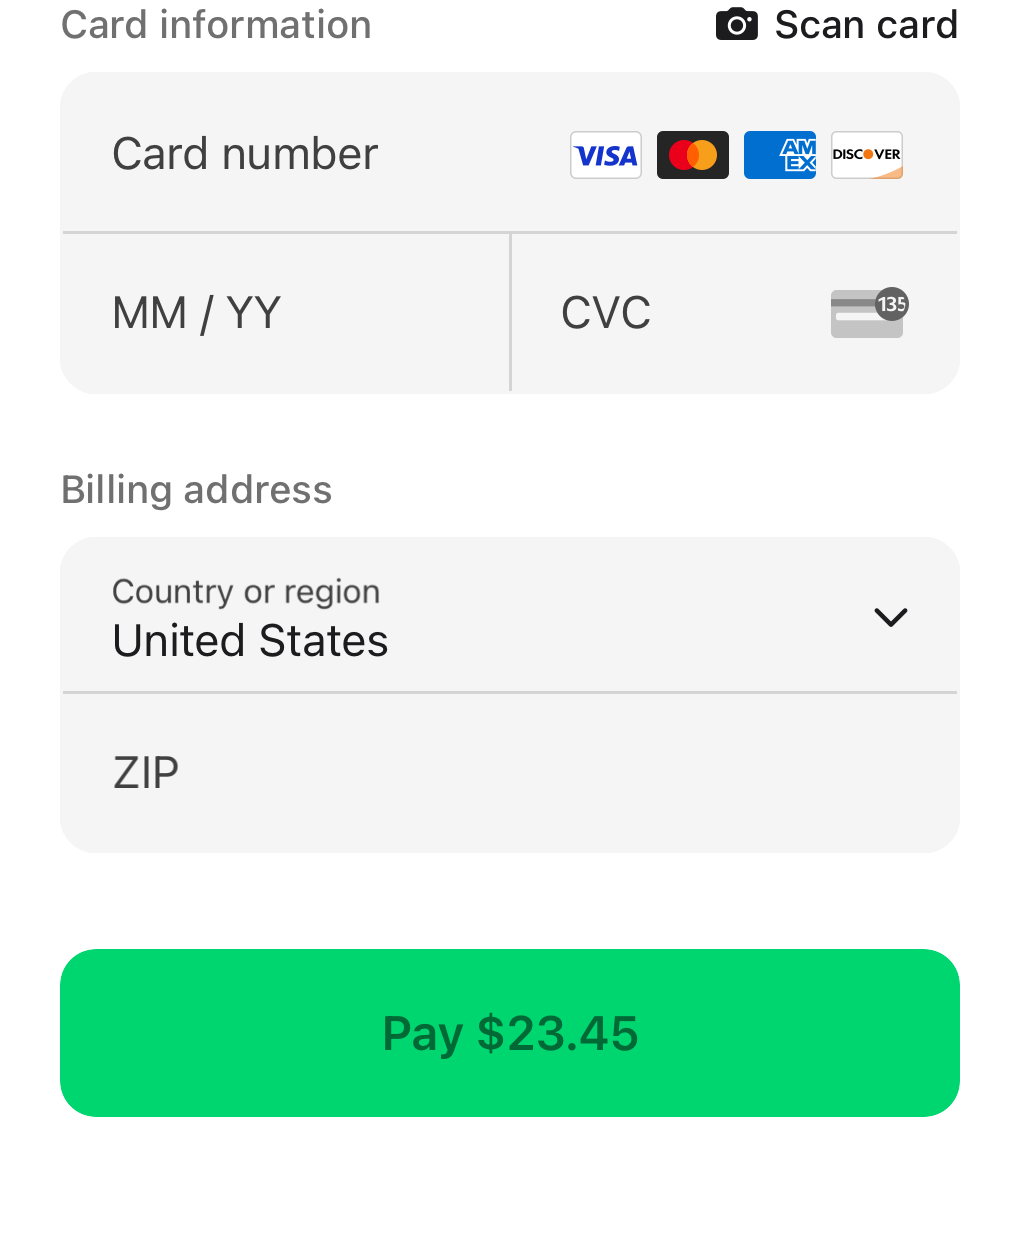 Card information
Scan card
Card number
VISA
AM
EX
DISCOVER
MM / YY
CVC
135
Billing address
Country or region
United States
ZIP
Pay $23.45